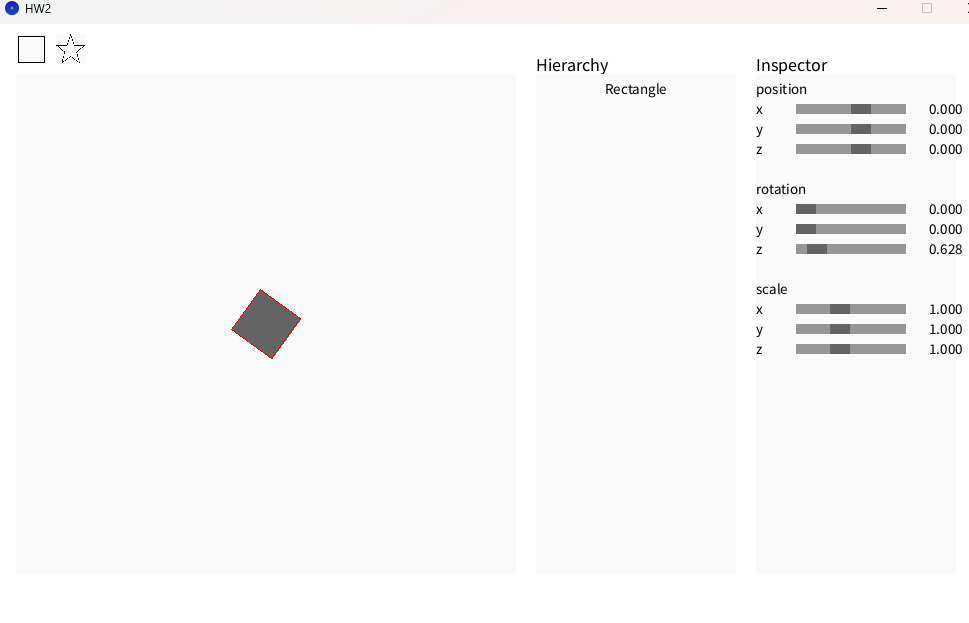 HW2
Hierarchy
Inspector
Rectangle
position
x 0.000
y 0.000
z 0.000
rotation
x 0.000
y 0.000
z 0.628
scale
x 1.000
y 1.000
z 1.000